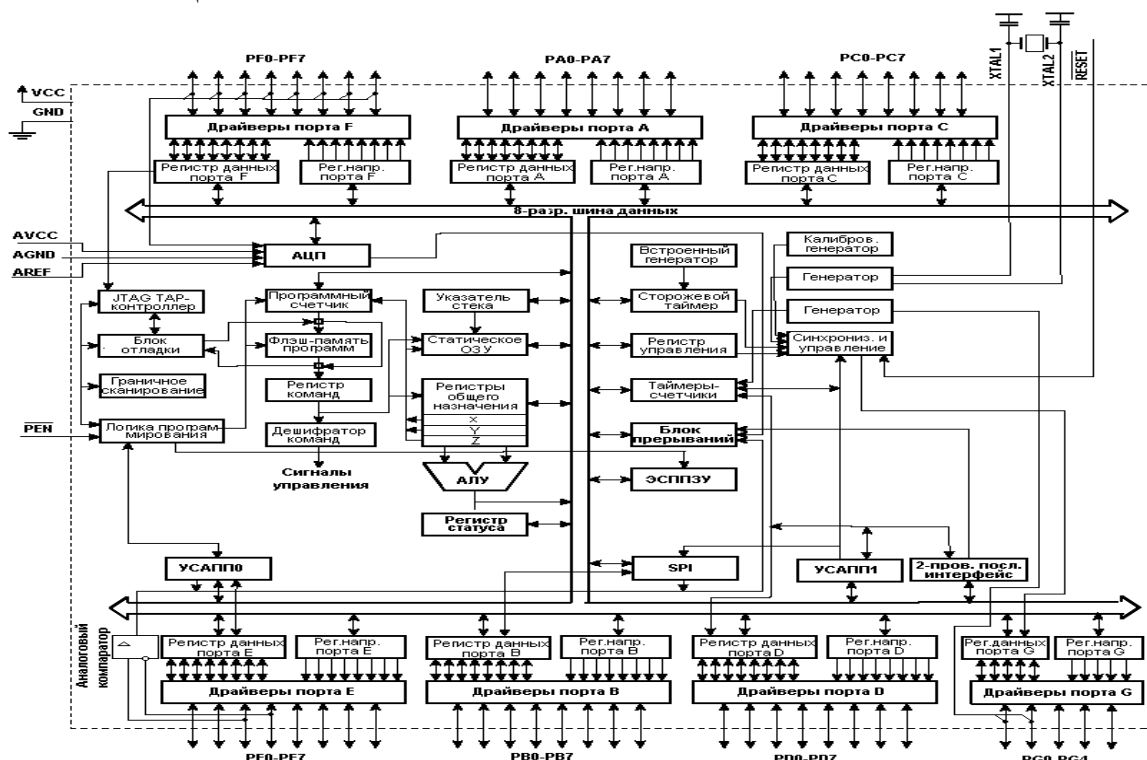 XTAL1
XTAL2
RESET
PF0-PF7
PA0-PA7
PC0-PC7
VCC
GND
Драйверы порта F
Драйверы порта A
Драйверы порта C
Регистр данных
порта F
Рег.напр.
порта F
Регистр данных
порта A
Рег.напр.
порта A
Регистр данных
порта C
Рег.напр.
порта C
8-разр. шина данных
AVCC
AGND
AREF
АЦП
Встроенный
генератор
Калибров.
генератор
Генератор
JTAG TAP-
контроллер
Программный
счетчик
Указатель
стека
Сторожевой
таймер
Генератор
Блок
отладки
Флэш-память
программ
Статическое
ОЗУ
Регистр
управления
Синхрониз. и
управление
Граничное
сканирование
Регистр
команд
Регистры
общего
назначения
X
Y
Z
Таймеры-
счетчики
PEN
Логика програм-
мирования
Дешифратор
команд
Блок
прерываний
Сигналы
управления
АЛУ
ЭСППЗУ
Регистр
статуса
УСАПП0
SPI
УСАПП1
2-пров. посл.
интерфейс
Аналоговый
компаратор
Регистр данных
порта E
Рег.напр.
порта E
Регистр данных
порта B
Рег.напр.
порта B
Регистр данных
порта D
Рег.напр.
порта D
Рег.данных
порта G
Рег.напр.
порта G
Драйверы порта E
Драйверы порта B
Драйверы порта D
Драйверы порта G
PE0-PE7
PB0-PB7
PD0-PD7
PG0-PG4